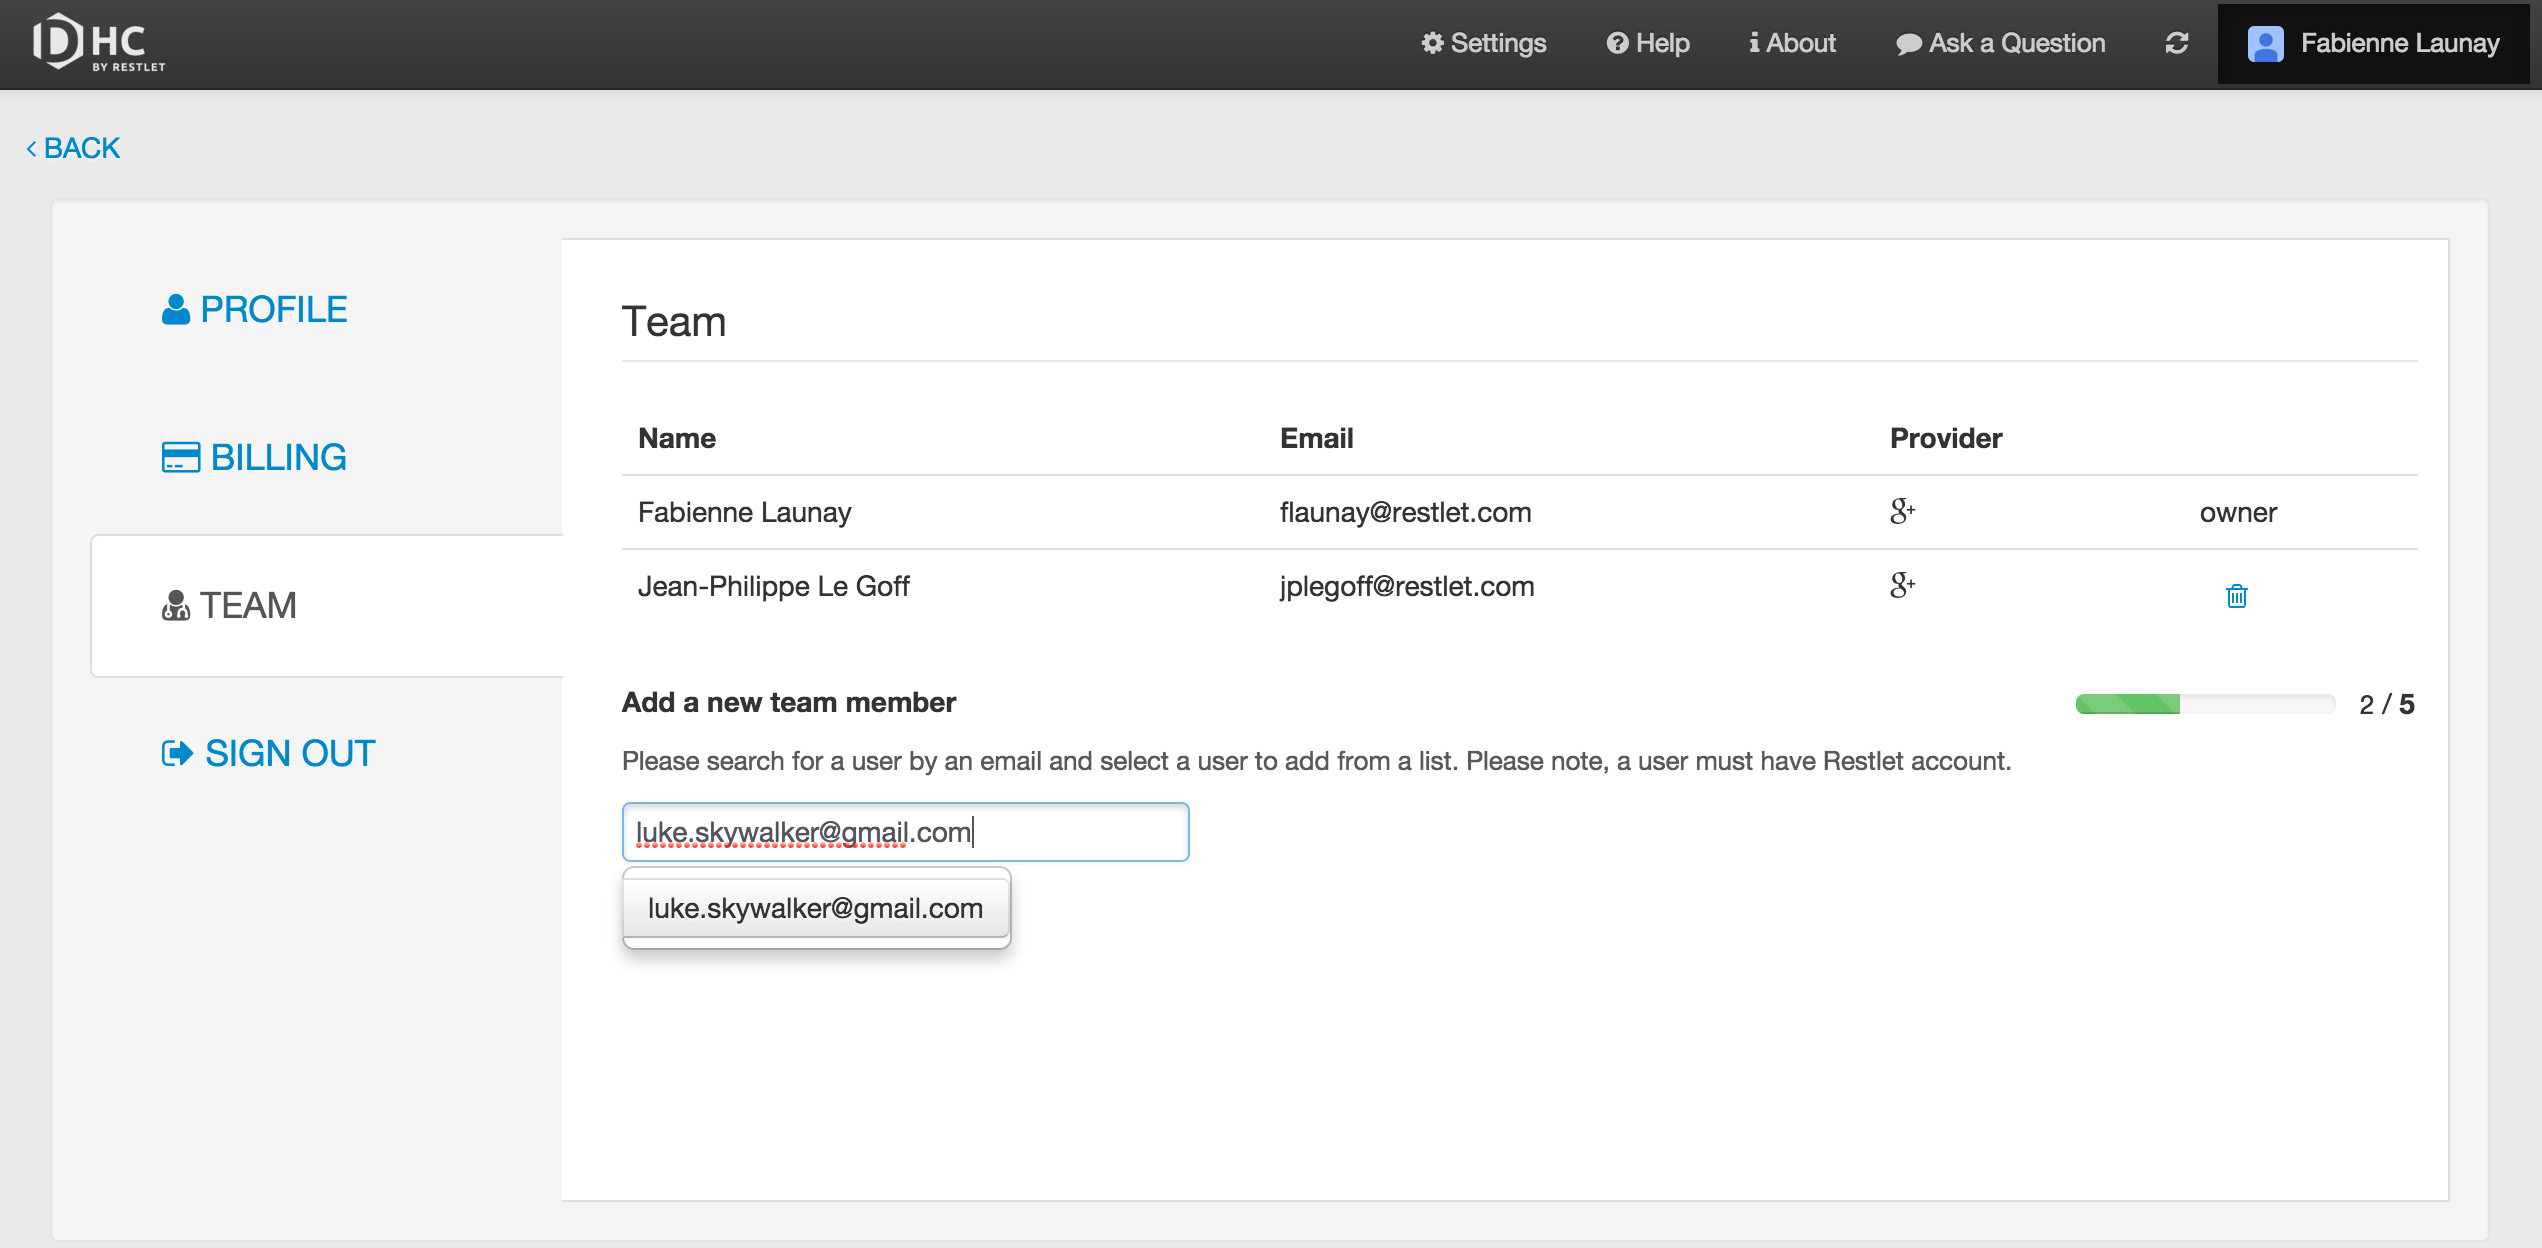 DHC
BY RESTLET
Settings
Help
About
Ask a Question
Fabienne Launay
BACK
PROFILE
BILLING
TEAM
SIGN OUT
Team
Name Email Provider
Fabienne Launay flaunay@restlet.com g+ owner
Jean-Philippe Le Goff jplegoff@restlet.com g+
Add a new team member 2 / 5
Please search for a user by an email and select a user to add from a list. Please note, a user must have Restlet account.
luke.skywalker@gmail.com
luke.skywalker@gmail.com